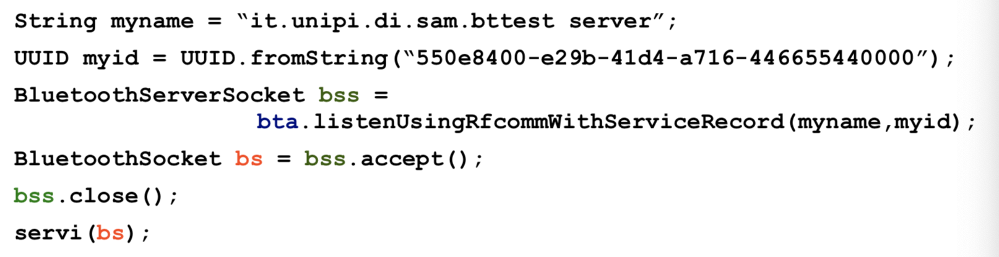 String myname = “it.unipi.di.sam.bttest server”;
UUID myid = UUID.fromString(“550e8400-e29b-41d4-a716-446655440000”);
BluetoothServerSocket bss =
bta.listenUsingRfcommWithServiceRecord(myname,myid);
BluetoothSocket bs = bss.accept();
bss.close();
servi(bs);